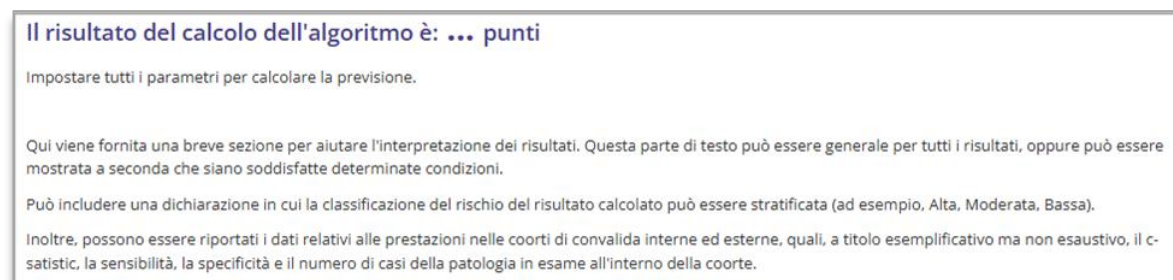 Il risultato del calcolo dell'algoritmo è: ... punti
Impostare tutti i parametri per calcolare la previsione.
Qui viene fornita una breve sezione per aiutare l'interpretazione dei risultati. Questa parte di testo può essere generale per tutti i risultati, oppure può essere
mostrata a seconda che siano soddisfatte determinate condizioni.
Può includere una dichiarazione in cui la classificazione del rischio del risultato calcolato può essere stratificata (ad esempio, Alta, Moderata, Bassa).
Inoltre, possono essere riportati i dati relativi alle prestazioni nelle coorti di convalida interne ed esterne, quali, a titolo esemplificativo ma non esaustivo, il c-
satistic, la sensibilità, la specificità e il numero di casi della patologia in esame all'interno della coorte.